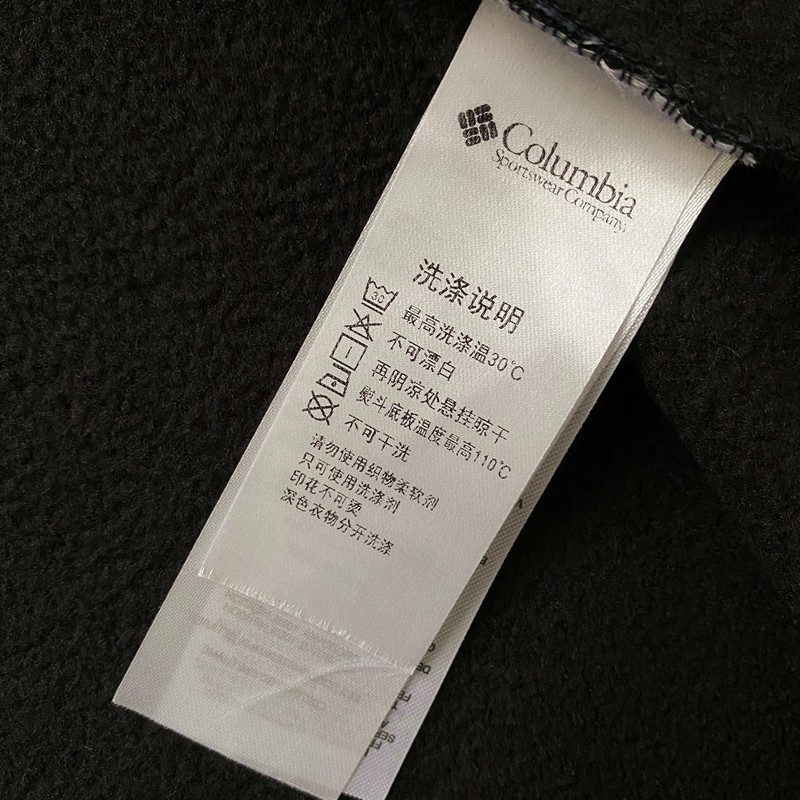 Columbia
Sportswear Company
洗涤说明
30
最高洗涤温30℃
不可漂白
再阴凉处悬挂晾干
熨斗底板温度最高110℃
不可干洗
请勿使用织物柔软剂
只可使用洗涤剂
印花不可烫
深色衣物分开洗涤